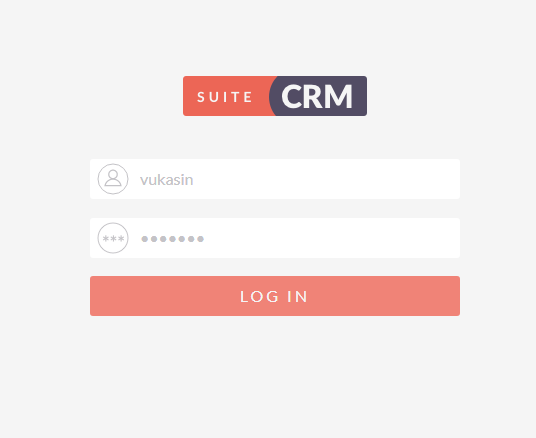 SUITE CRM
vukasin
•••••••
LOG IN